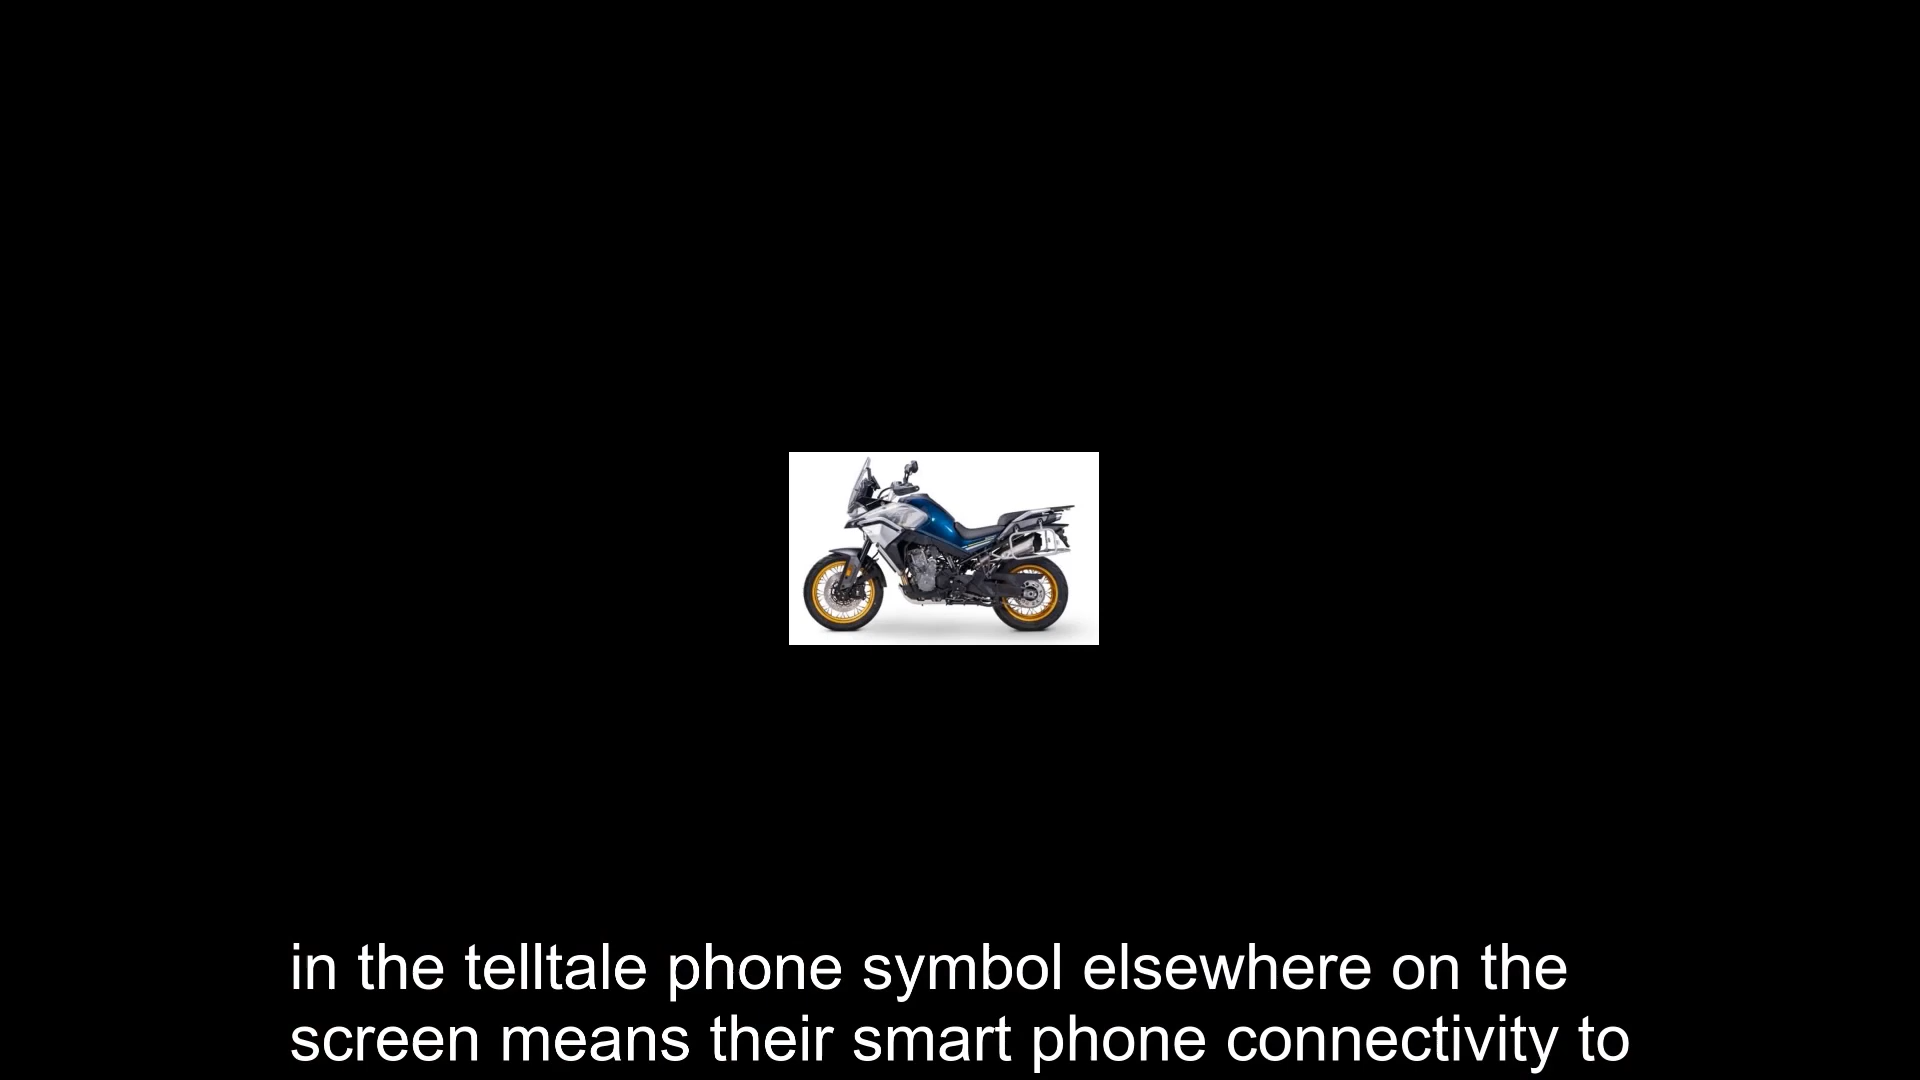 in the telltale phone symbol elsewhere on the
screen means their smart phone connectivity to